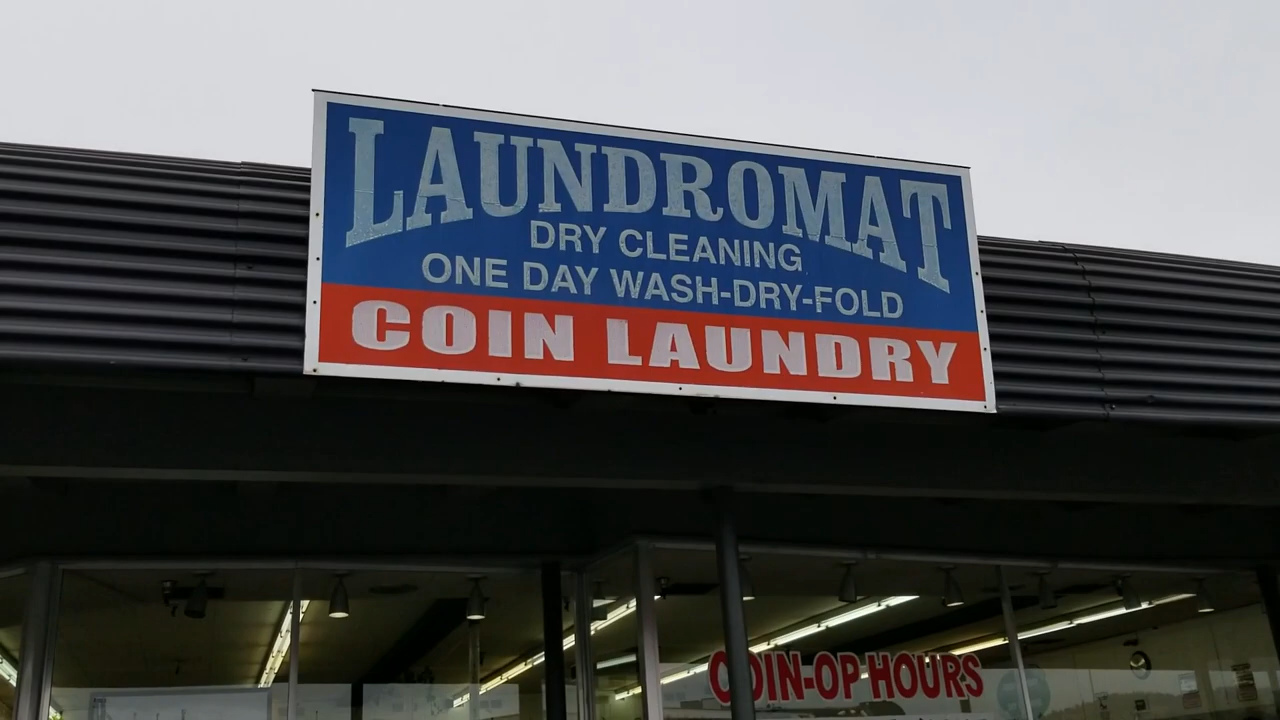 LAUNDROMAT
DRY CLEANING
ONE DAY WASH-DRY-FOLD
COIN LAUNDRY
COIN-OP HOURS